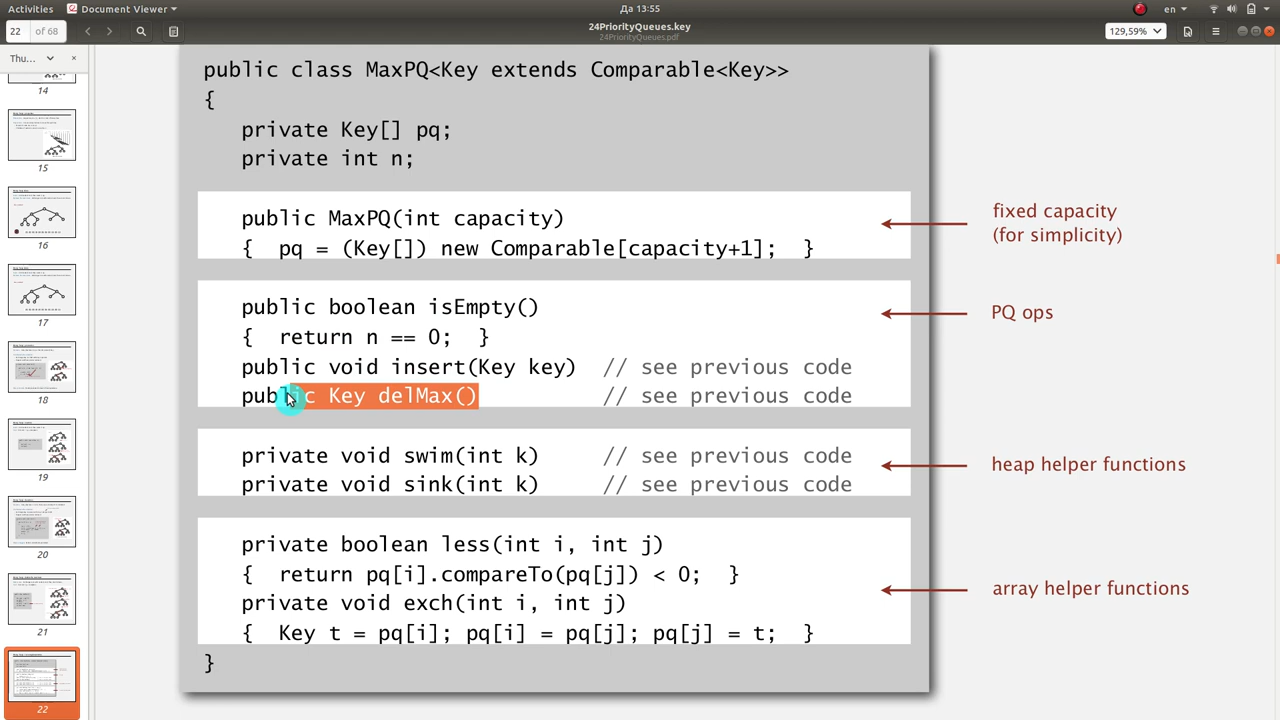 Activities Document Viewer Да 13:55 en
22 of 68 24PriorityQueues.key 129,59%
24PriorityQueues.pdf
Thu...
14
15
16
17
18
19
20
21
22
public class MaxPQ<Key extends Comparable<Key>>
{
private Key[] pq;
private int n;
public MaxPQ(int capacity)
{ pq = (Key[]) new Comparable[capacity+1]; }
fixed capacity
(for simplicity)
public boolean isEmpty()
{ return n == 0; }
public void insert(Key key) // see previous code
public Key delMax() // see previous code
PQ ops
private void swim(int k) // see previous code
private void sink(int k) // see previous code
heap helper functions
private boolean less(int i, int j)
{ return pq[i].compareTo(pq[j]) < 0; }
private void exch(int i, int j)
{ Key t = pq[i]; pq[i] = pq[j]; pq[j] = t; }
array helper functions
}